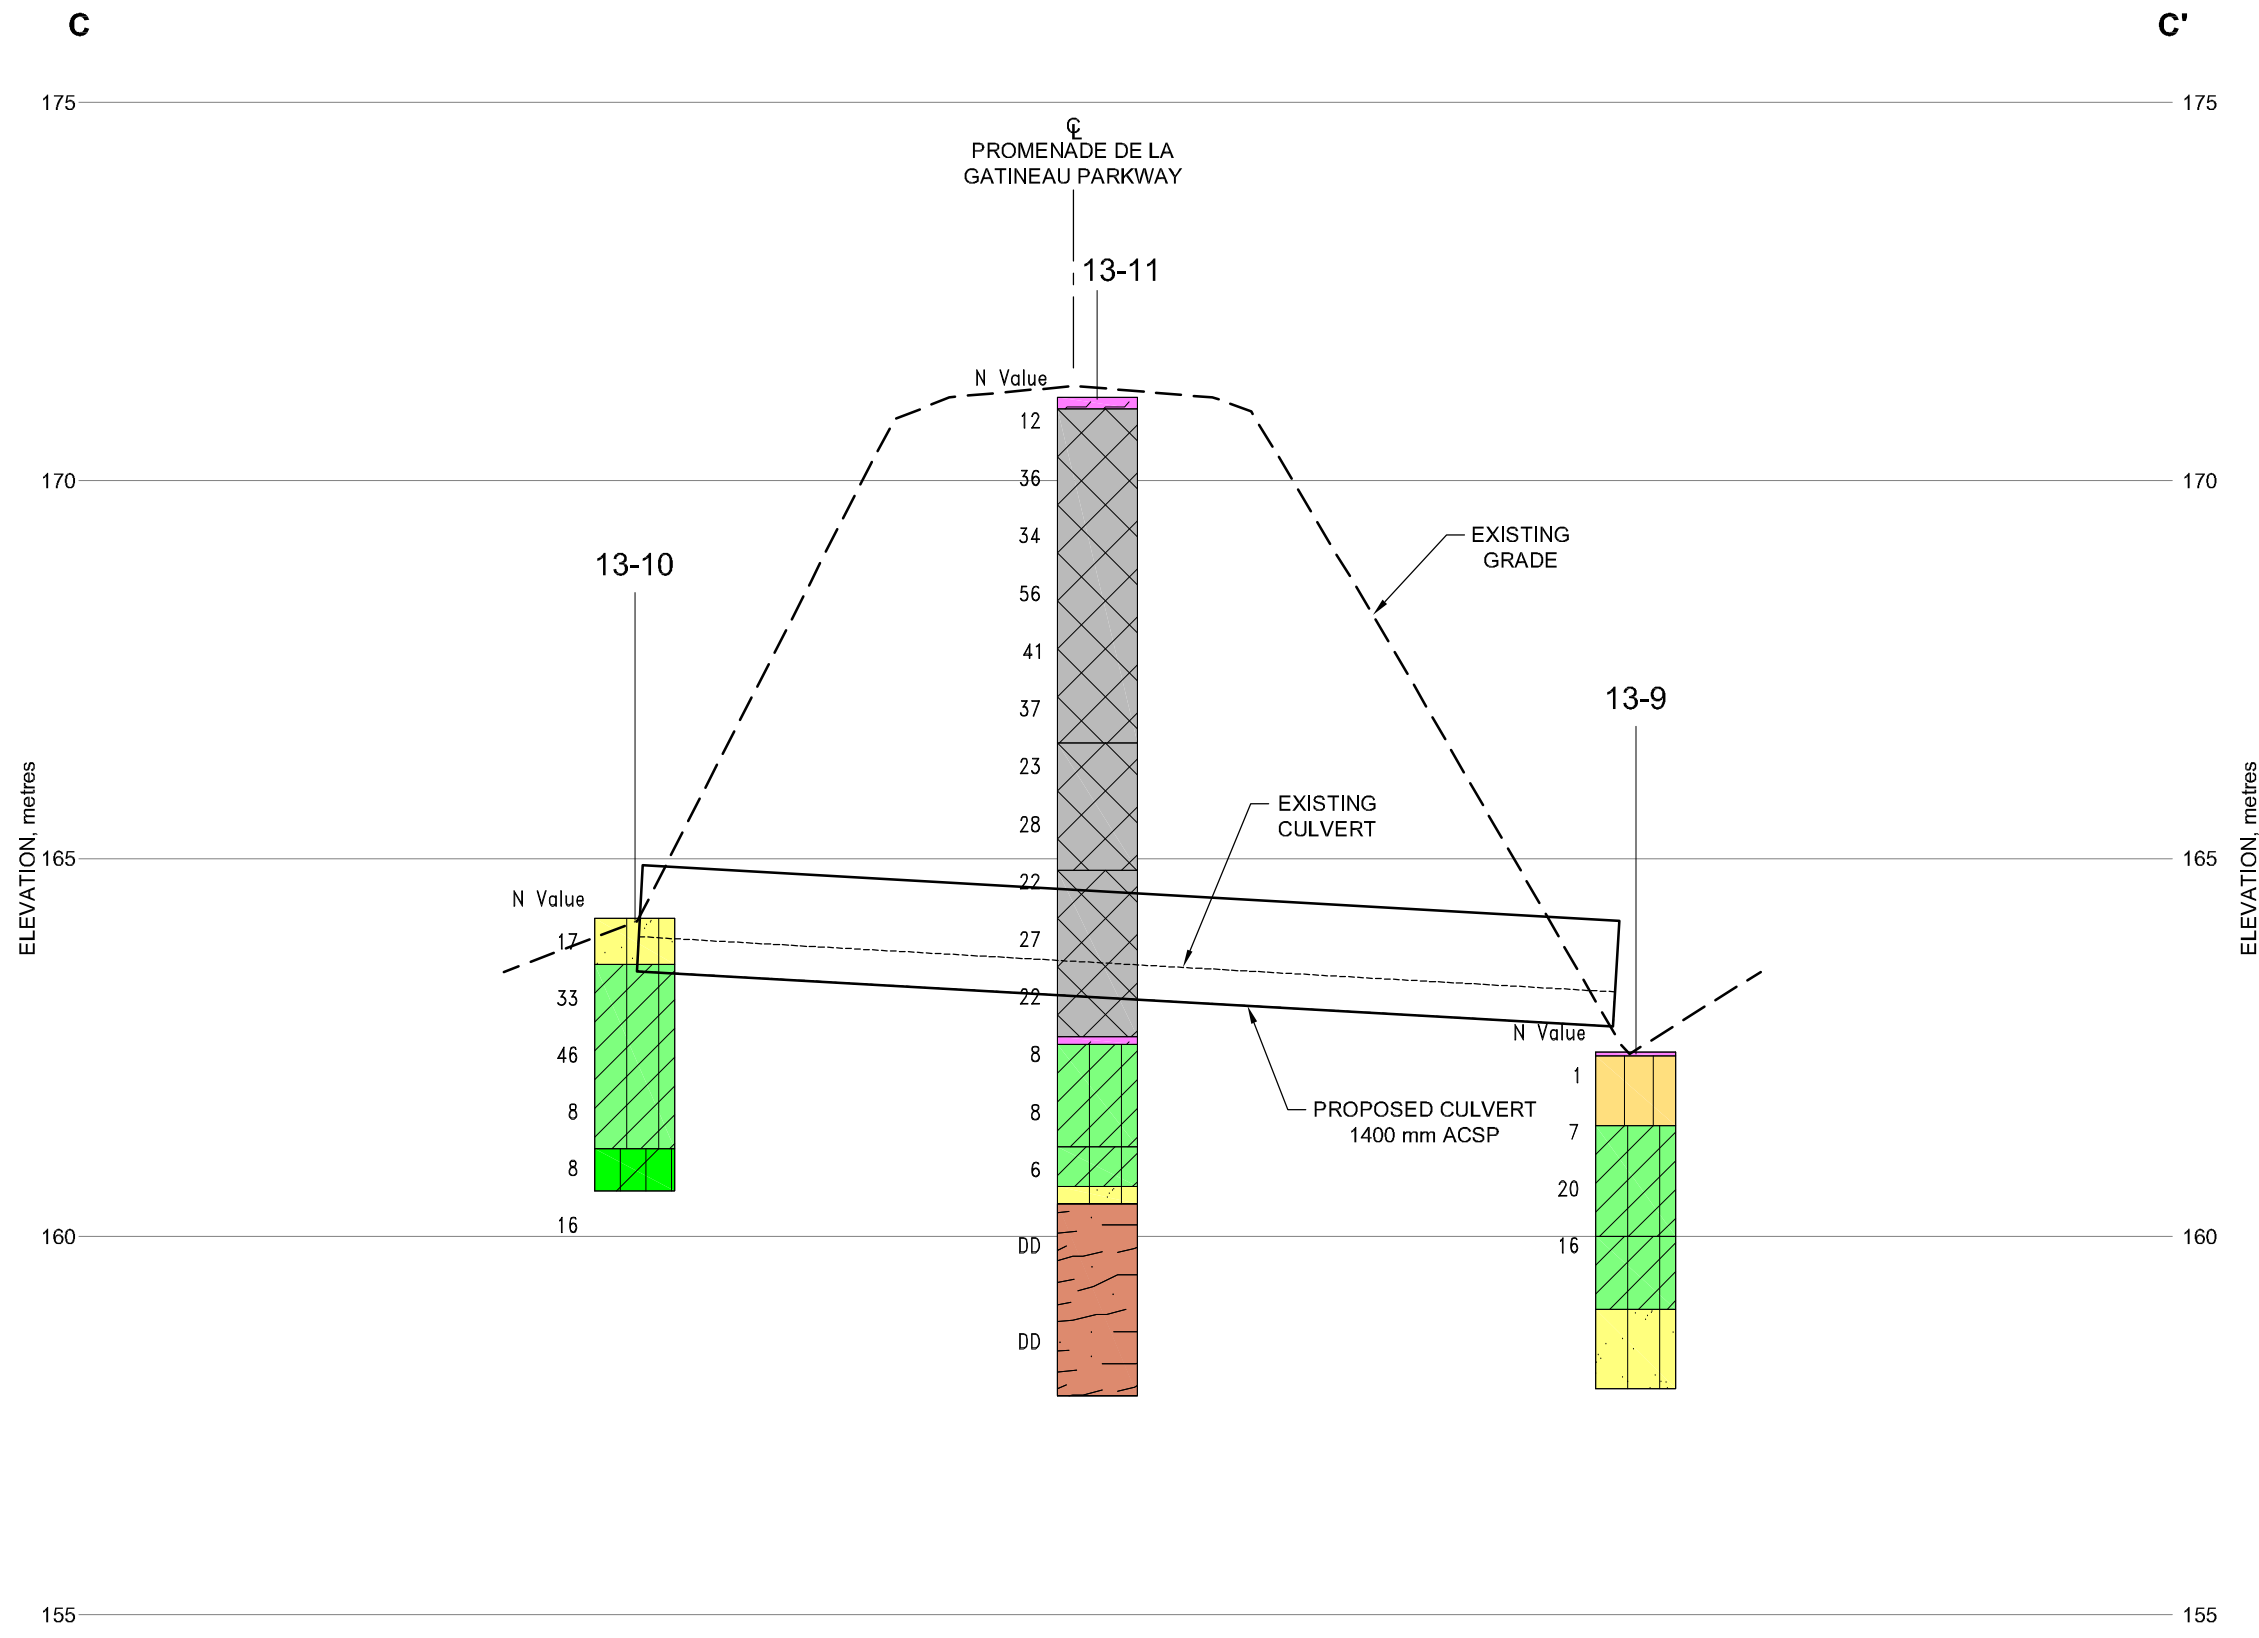 C
C'
175
175
℄
PROMENADE DE LA
GATINEAU PARKWAY
13-11
N Value
12
170
36
170
34
EXISTING
GRADE
13-10
56
41
13-9
37
23
EXISTING
CULVERT
28
ELEVATION, metres
ELEVATION, metres
165
165
22
N Value
17
27
33
22
N Value
46
8
1
8
8
PROPOSED CULVERT
1400 mm ACSP
7
8
6
20
16
160
DD
16
160
DD
155
155